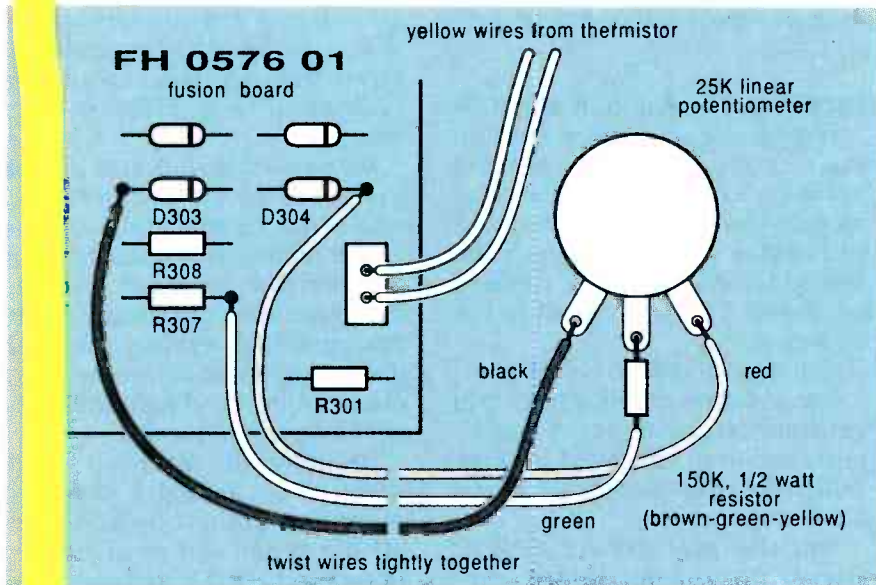 yellow wires from thermistor
FH 0576 01
fusion board
25K linear
potentiometer
D303
D304
R308
R307
R301
black
red
150K, 1/2 watt
resistor
(brown-green-yellow)
green
twist wires tightly together